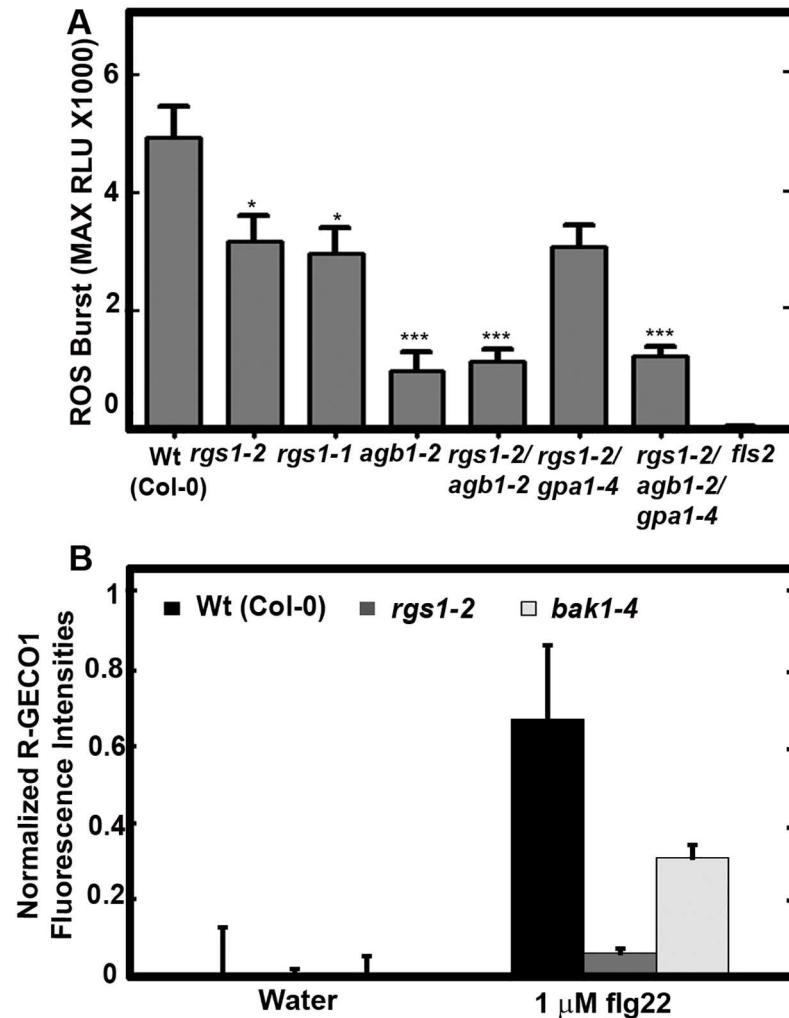 A
ROS Burst (MAX RLU X1000)
6
4
2
0
*
*
***
***
***
Wt
(Col-0)
rgs1-2
rgs1-1
agb1-2
rgs1-2/
agb1-2
rgs1-2/
gpa1-4
rgs1-2/
agb1-2/
gpa1-4
fls2
B
Normalized R-GECO1
Fluorescence Intensities
1
0.8
0.6
0.4
0.2
0
Wt (Col-0)
rgs1-2
bak1-4
Water
1 µM flg22